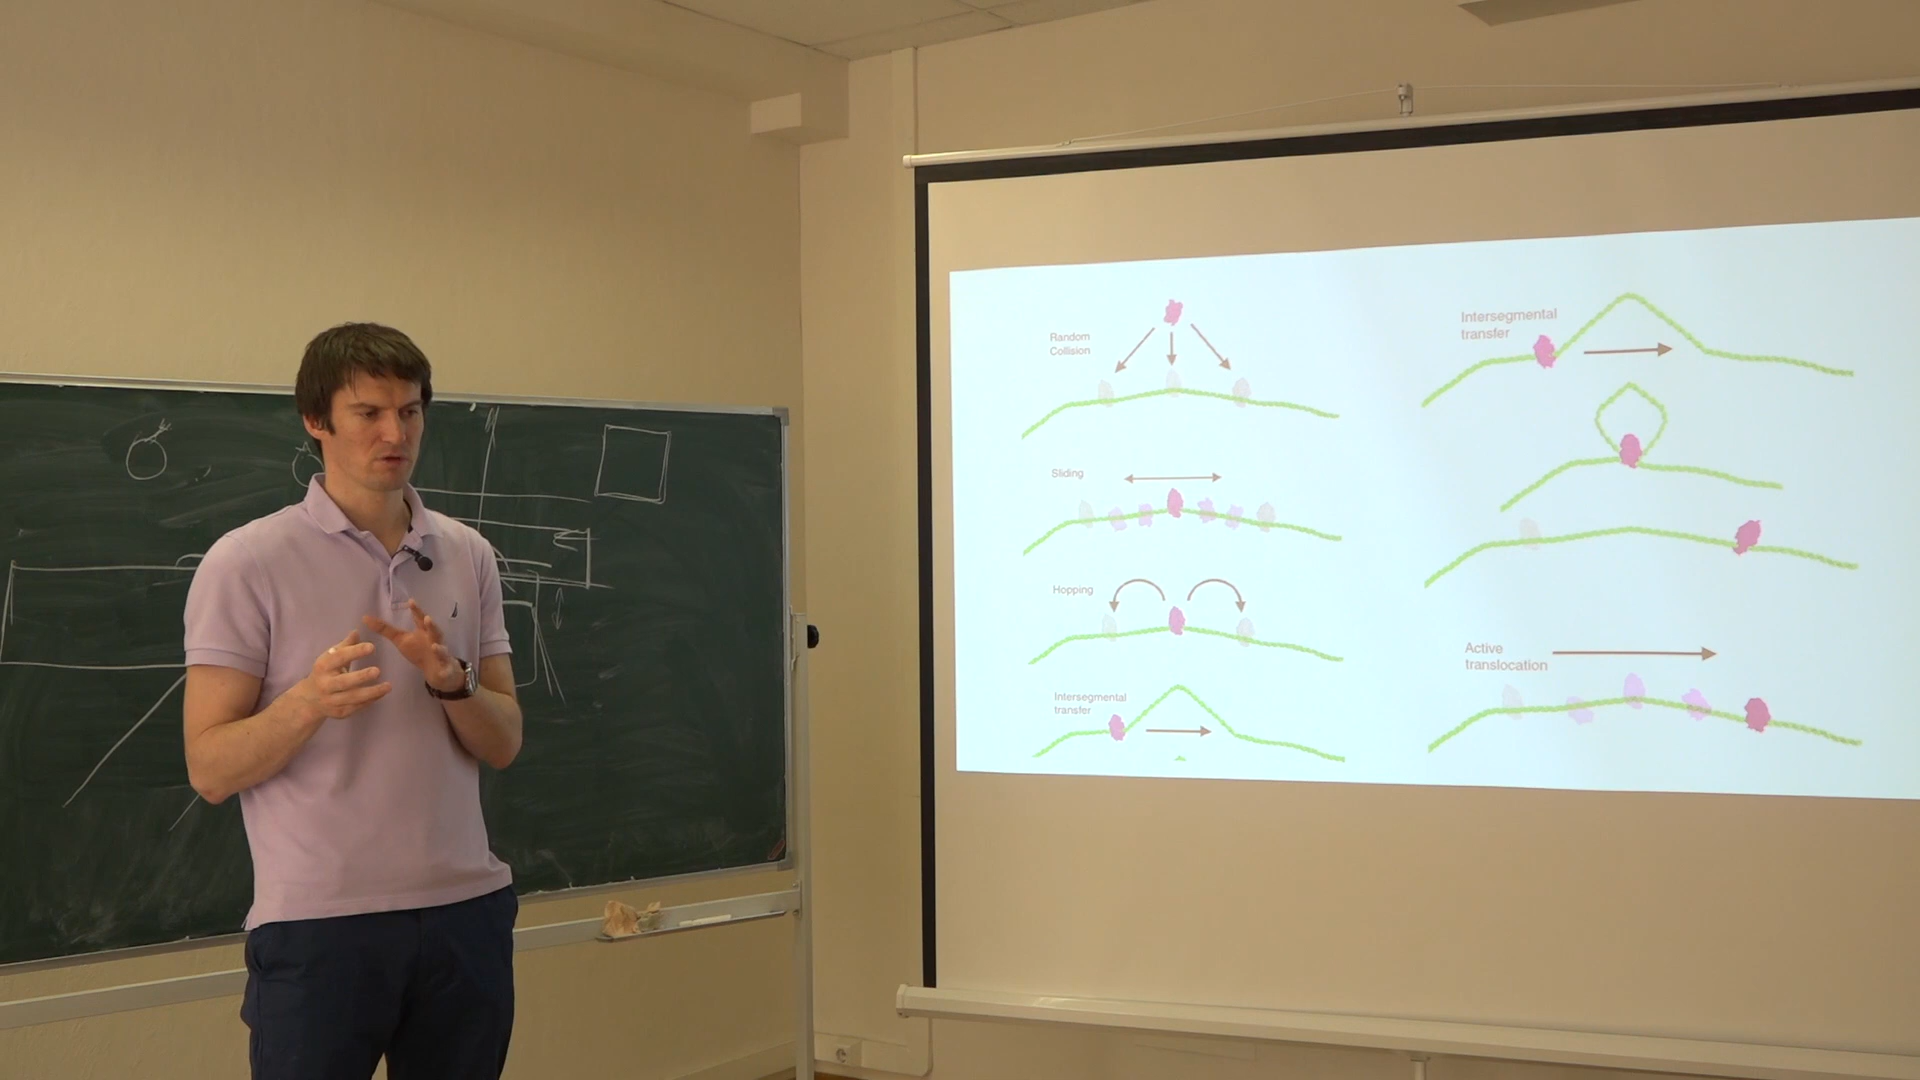 Random
Collision
Sliding
Hopping
Intersegmental
transfer
Intersegmental
transfer
Active
translocation